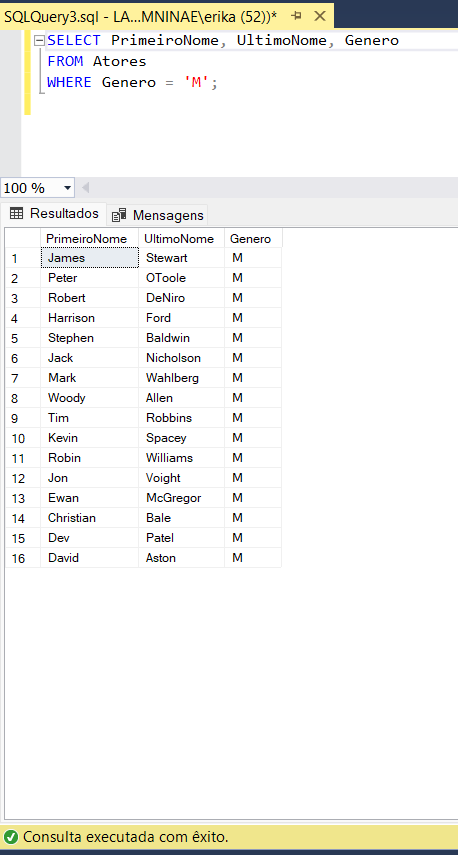 SQLQuery3.sql - LA...MNINAE\erika (52))*
SELECT PrimeiroNome, UltimoNome, Genero
FROM Atores
WHERE Genero = 'M';
100 %
Resultados Mensagens
PrimeiroNome UltimoNome Genero
1 James Stewart M
2 Peter OToole M
3 Robert DeNiro M
4 Harrison Ford M
5 Stephen Baldwin M
6 Jack Nicholson M
7 Mark Wahlberg M
8 Woody Allen M
9 Tim Robbins M
10 Kevin Spacey M
11 Robin Williams M
12 Jon Voight M
13 Ewan McGregor M
14 Christian Bale M
15 Dev Patel M
16 David Aston M
Consulta executada com êxito.